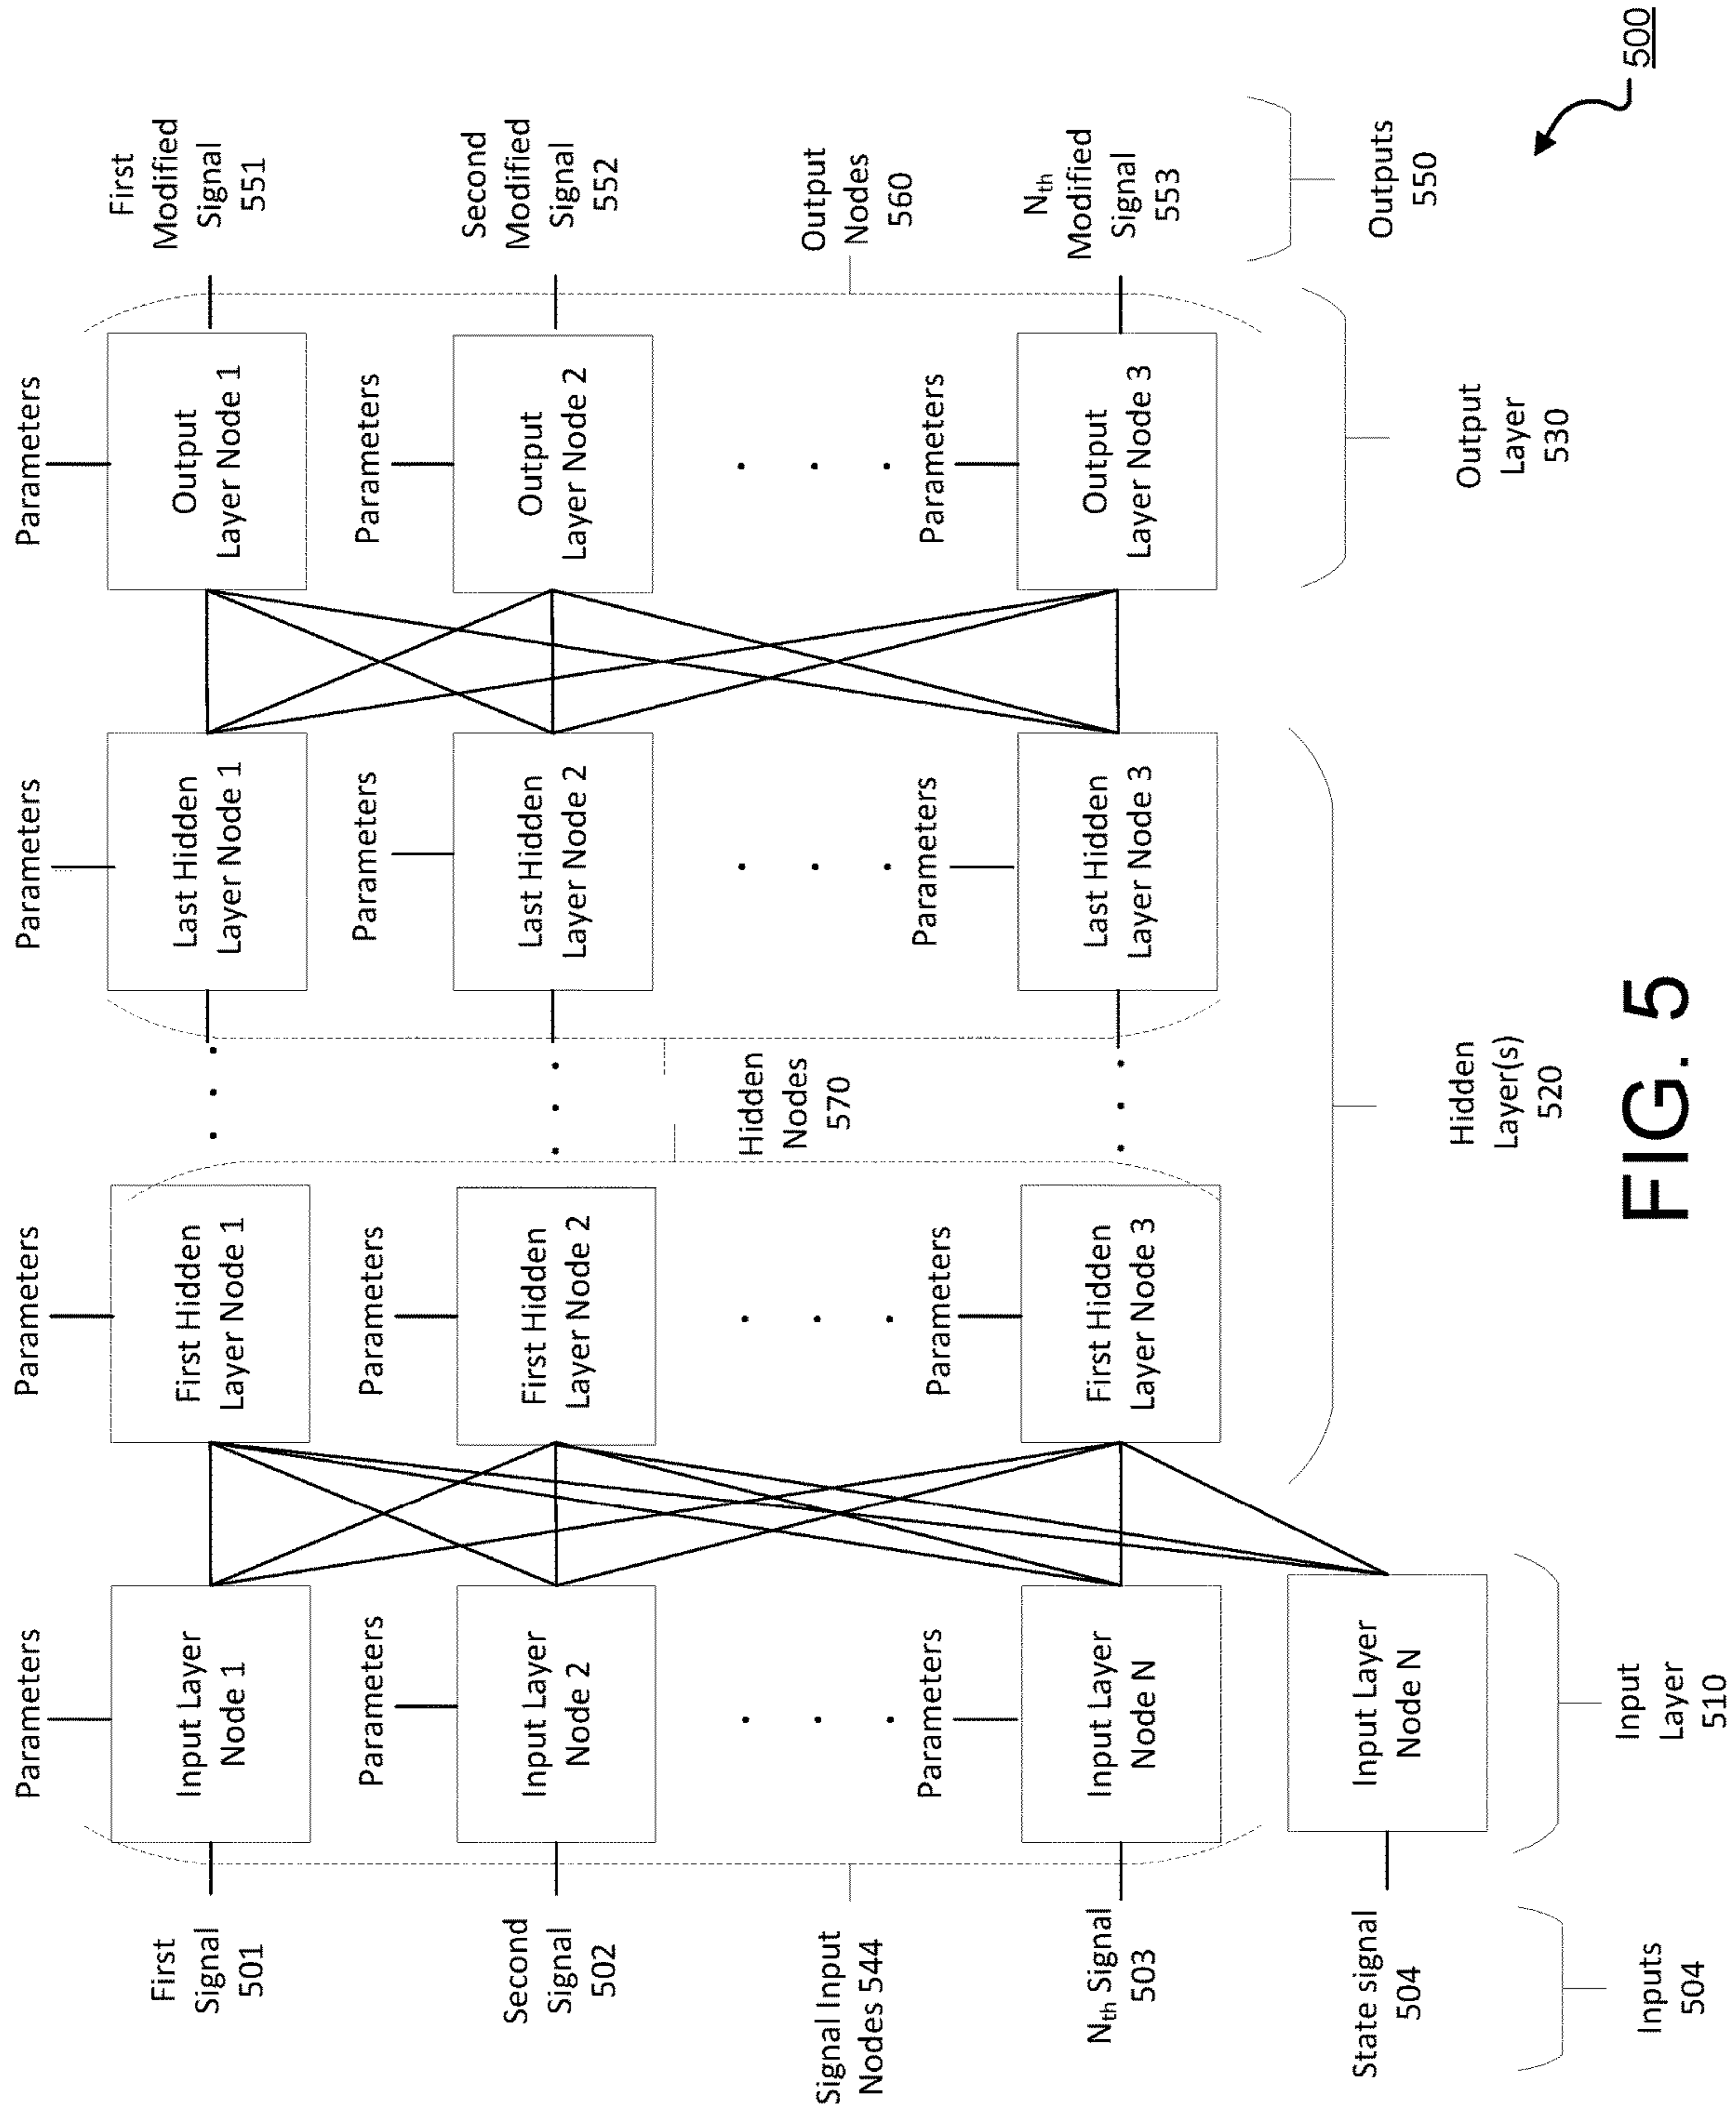 Parameters
Parameters
Parameters
Parameters
First
Signal
501
Input Layer
Node 1
First Hidden
Layer Node 1
Last Hidden
Layer Node 1
Output
Layer Node 1
First
Modified
Signal
551
Parameters
Parameters
Parameters
Parameters
Second
Signal
502
Input Layer
Node 2
First Hidden
Layer Node 2
Last Hidden
Layer Node 2
Output
Layer Node 2
Second
Modified
Signal
552
Signal Input
Nodes 544
Hidden
Nodes
570
Output
Nodes
560
Parameters
Parameters
Parameters
Parameters
Nth Signal
503
Input Layer
Node N
First Hidden
Layer Node 3
Last Hidden
Layer Node 3
Output
Layer Node 3
Nth
Modified
Signal
553
State signal
504
Input Layer
Node N
Inputs
504
Input
Layer
510
Hidden
Layer(s)
520
Output
Layer
530
Outputs
550
500
FIG. 5